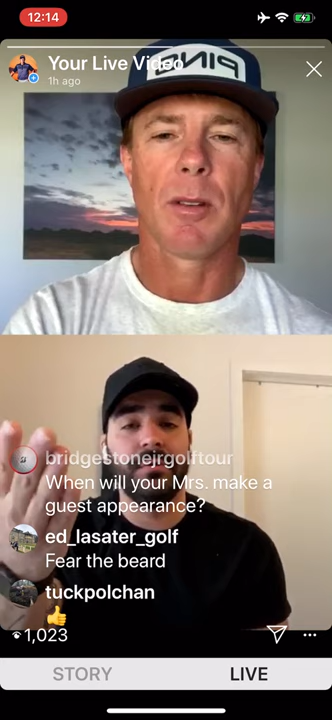 12:14
Your Live Video
1h ago
PING
bridgestonejrgolftour
When will your Mrs. make a
guest appearance?
ed_lasater_golf
Fear the beard
tuckpolchan
👍
1,023
STORY
LIVE